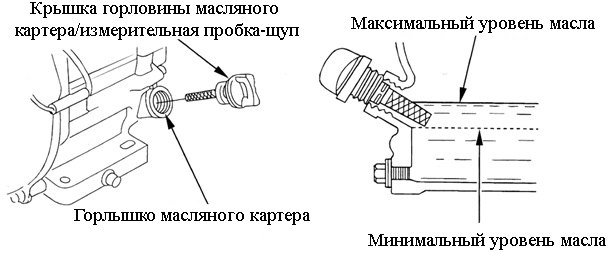 Крышка горловины масляного
картера/измерительная пробка-щуп
Горлышко масляного картера
Максимальный уровень масла
Минимальный уровень масла